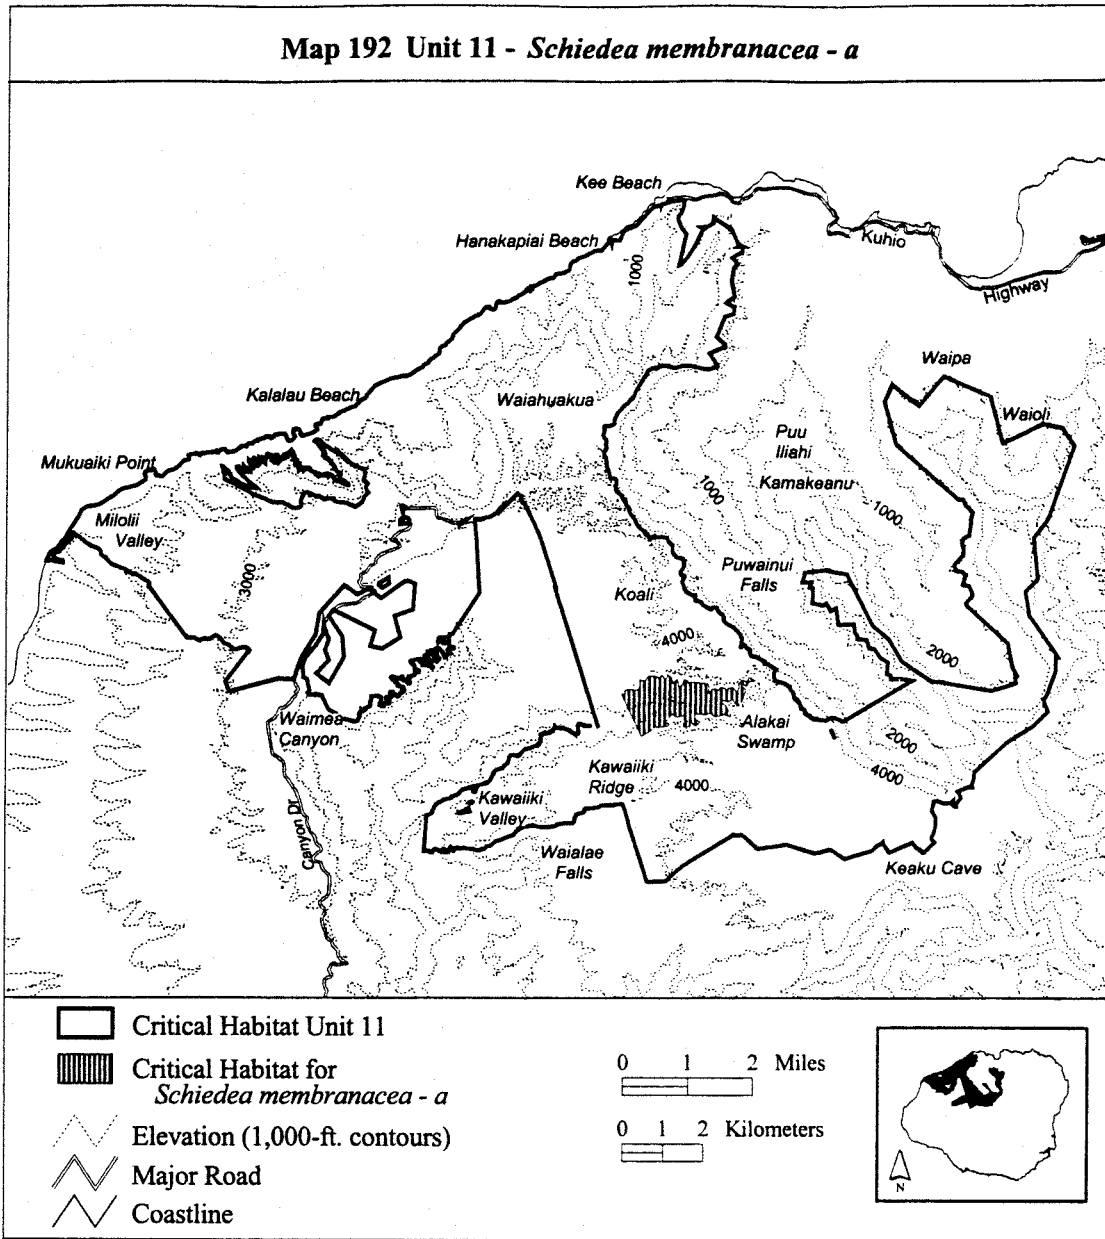 Map 192 Unit 11 - Schiedea membranacea - a
Kee Beach
Hanakapiai Beach
Kuhio
Highway
1000
Waipa
Kalalau Beach
Waiahuakua
Waioli
Puu
Iliahi
Mukuaiki Point
Kamakeanu
1000
1000
Milolii
Valley
3000
Puwainui
Falls
Koali
4000
2000
Waimea
Canyon
Alakai
Swamp
2000
4000
Kawaiiki
Ridge
4000
Kawaiiki
Valley
Canyon Dr
Waialae
Falls
Keaku Cave
Critical Habitat Unit 11
Critical Habitat for
Schiedea membranacea - a
Elevation (1,000-ft. contours)
Major Road
Coastline
0 1 2 Miles
0 1 2 Kilometers
N